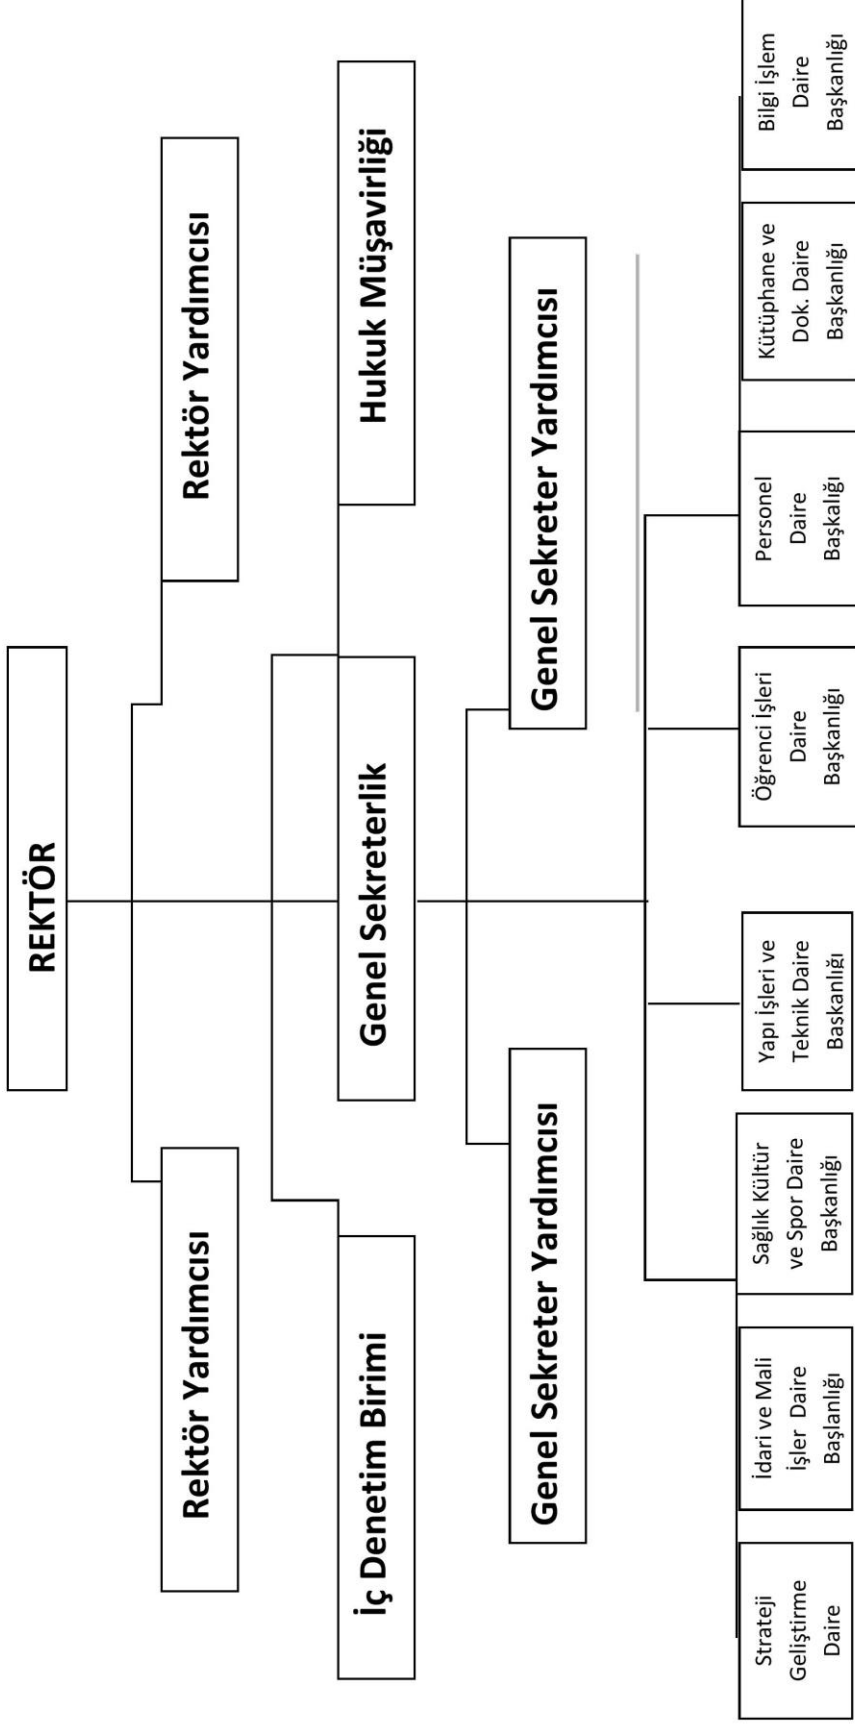 REKTÖR
Rektör Yardımcısı
Rektör Yardımcısı
İç Denetim Birimi
Genel Sekreterlik
Hukuk Müşavirliği
Genel Sekreter Yardımcısı
Genel Sekreter Yardımcısı
Strateji
Geliştirme
Daire
İdari ve Mali
İşler Daire
Başlanlığı
Sağlık Kültür
ve Spor Daire
Başkanlığı
Yapı İşleri ve
Teknik Daire
Baskanlığı
Öğrenci İşleri
Daire
Başkanlığı
Personel
Daire
Başkalığı
Kütüphane ve
Dok. Daire
Başkanlığı
Bilgi İşlem
Daire
Başkanlığı